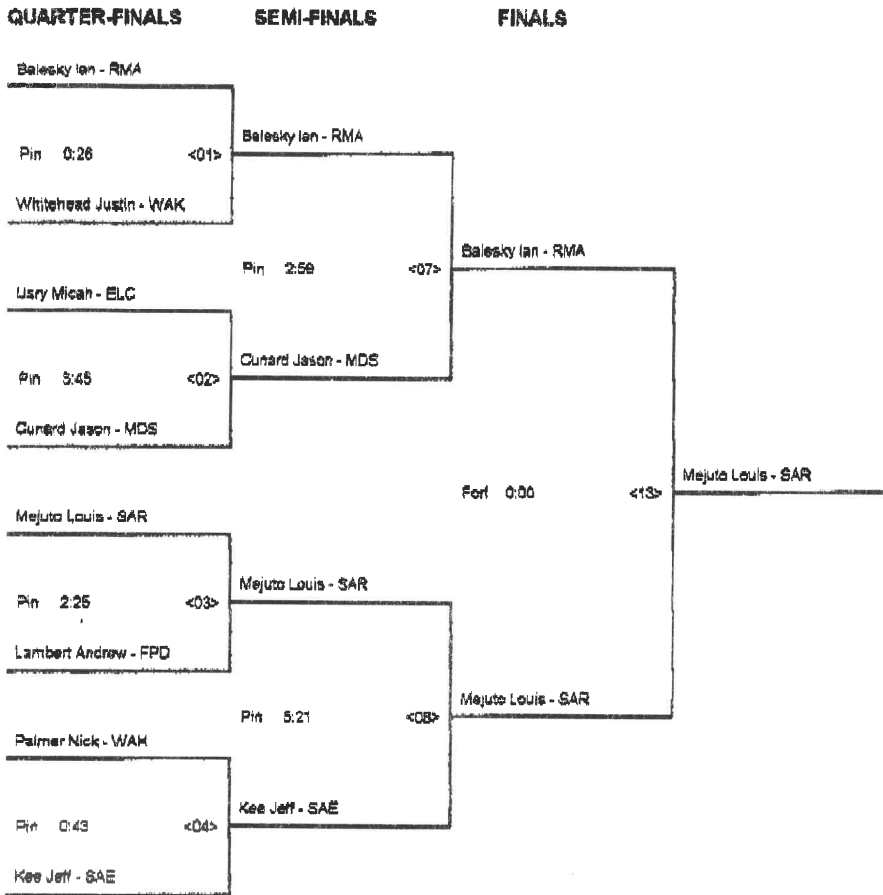 QUARTER-FINALS SEMI-FINALS FINALS
Balesky Ian - RMA
Balesky Ian - RMA
Pin 0:26 <01>
Whitehead Justin - WAK
Balesky Ian - RMA
Pin 2:59 <07>
Usry Micah - ELC
Cunard Jason - MDS
Pin <02>
Cunard Jason - MDS
Mejuto Louis - SAR
Forf 0:00 <13>
Mejuto Louis - SAR
Mejuto Louis - SAR
Pin 2:25 <03>
Lambert Andrew - FPD
Mejuto Louis - SAR
Pin 5:21 <08>
Palmer Nick - WAK
Kee Jeff - SAE
Pin 0:43 <04>
Kee Jeff - SAE